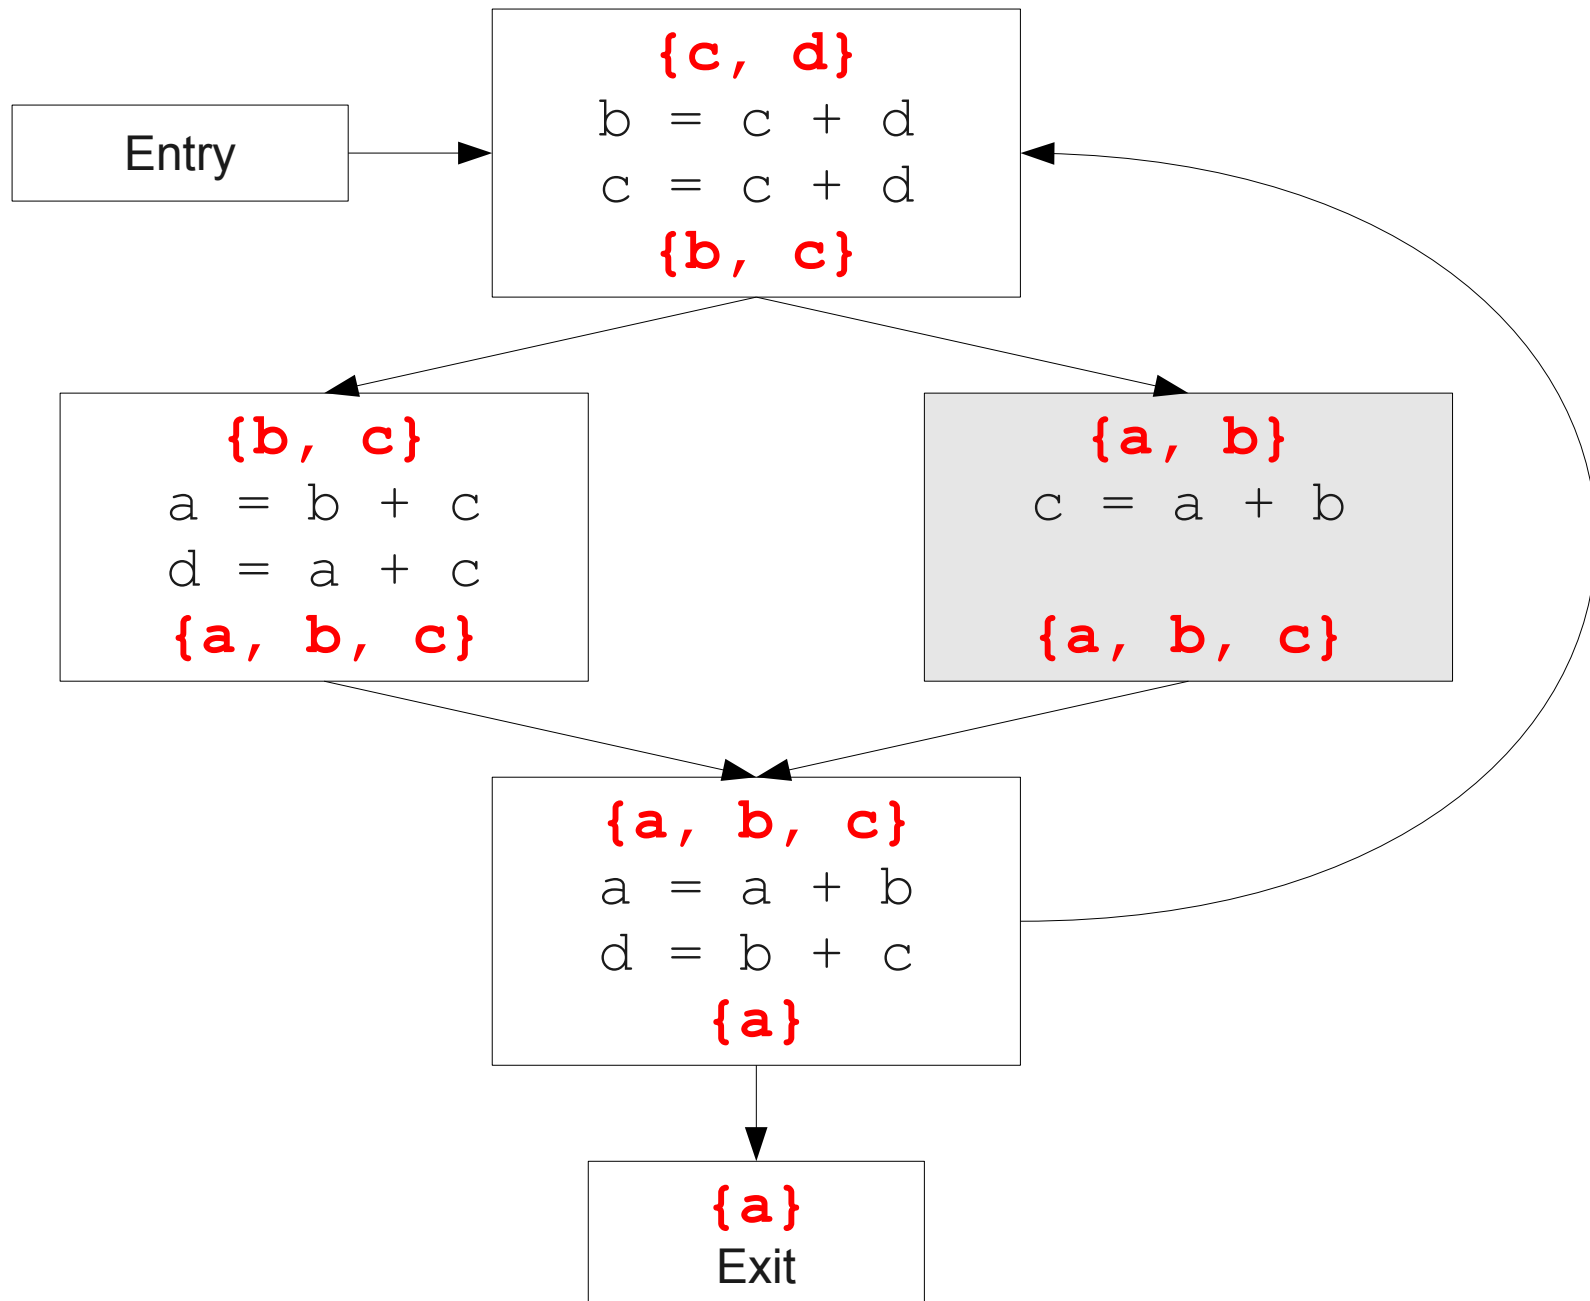 Entry
{c, d}
b = c + d
c = c + d
{b, c}
{b, c}
a = b + c
d = a + c
{a, b, c}
{a, b}
c = a + b
{a, b, c}
{a, b, c}
a = a + b
d = b + c
{a}
{a}
Exit